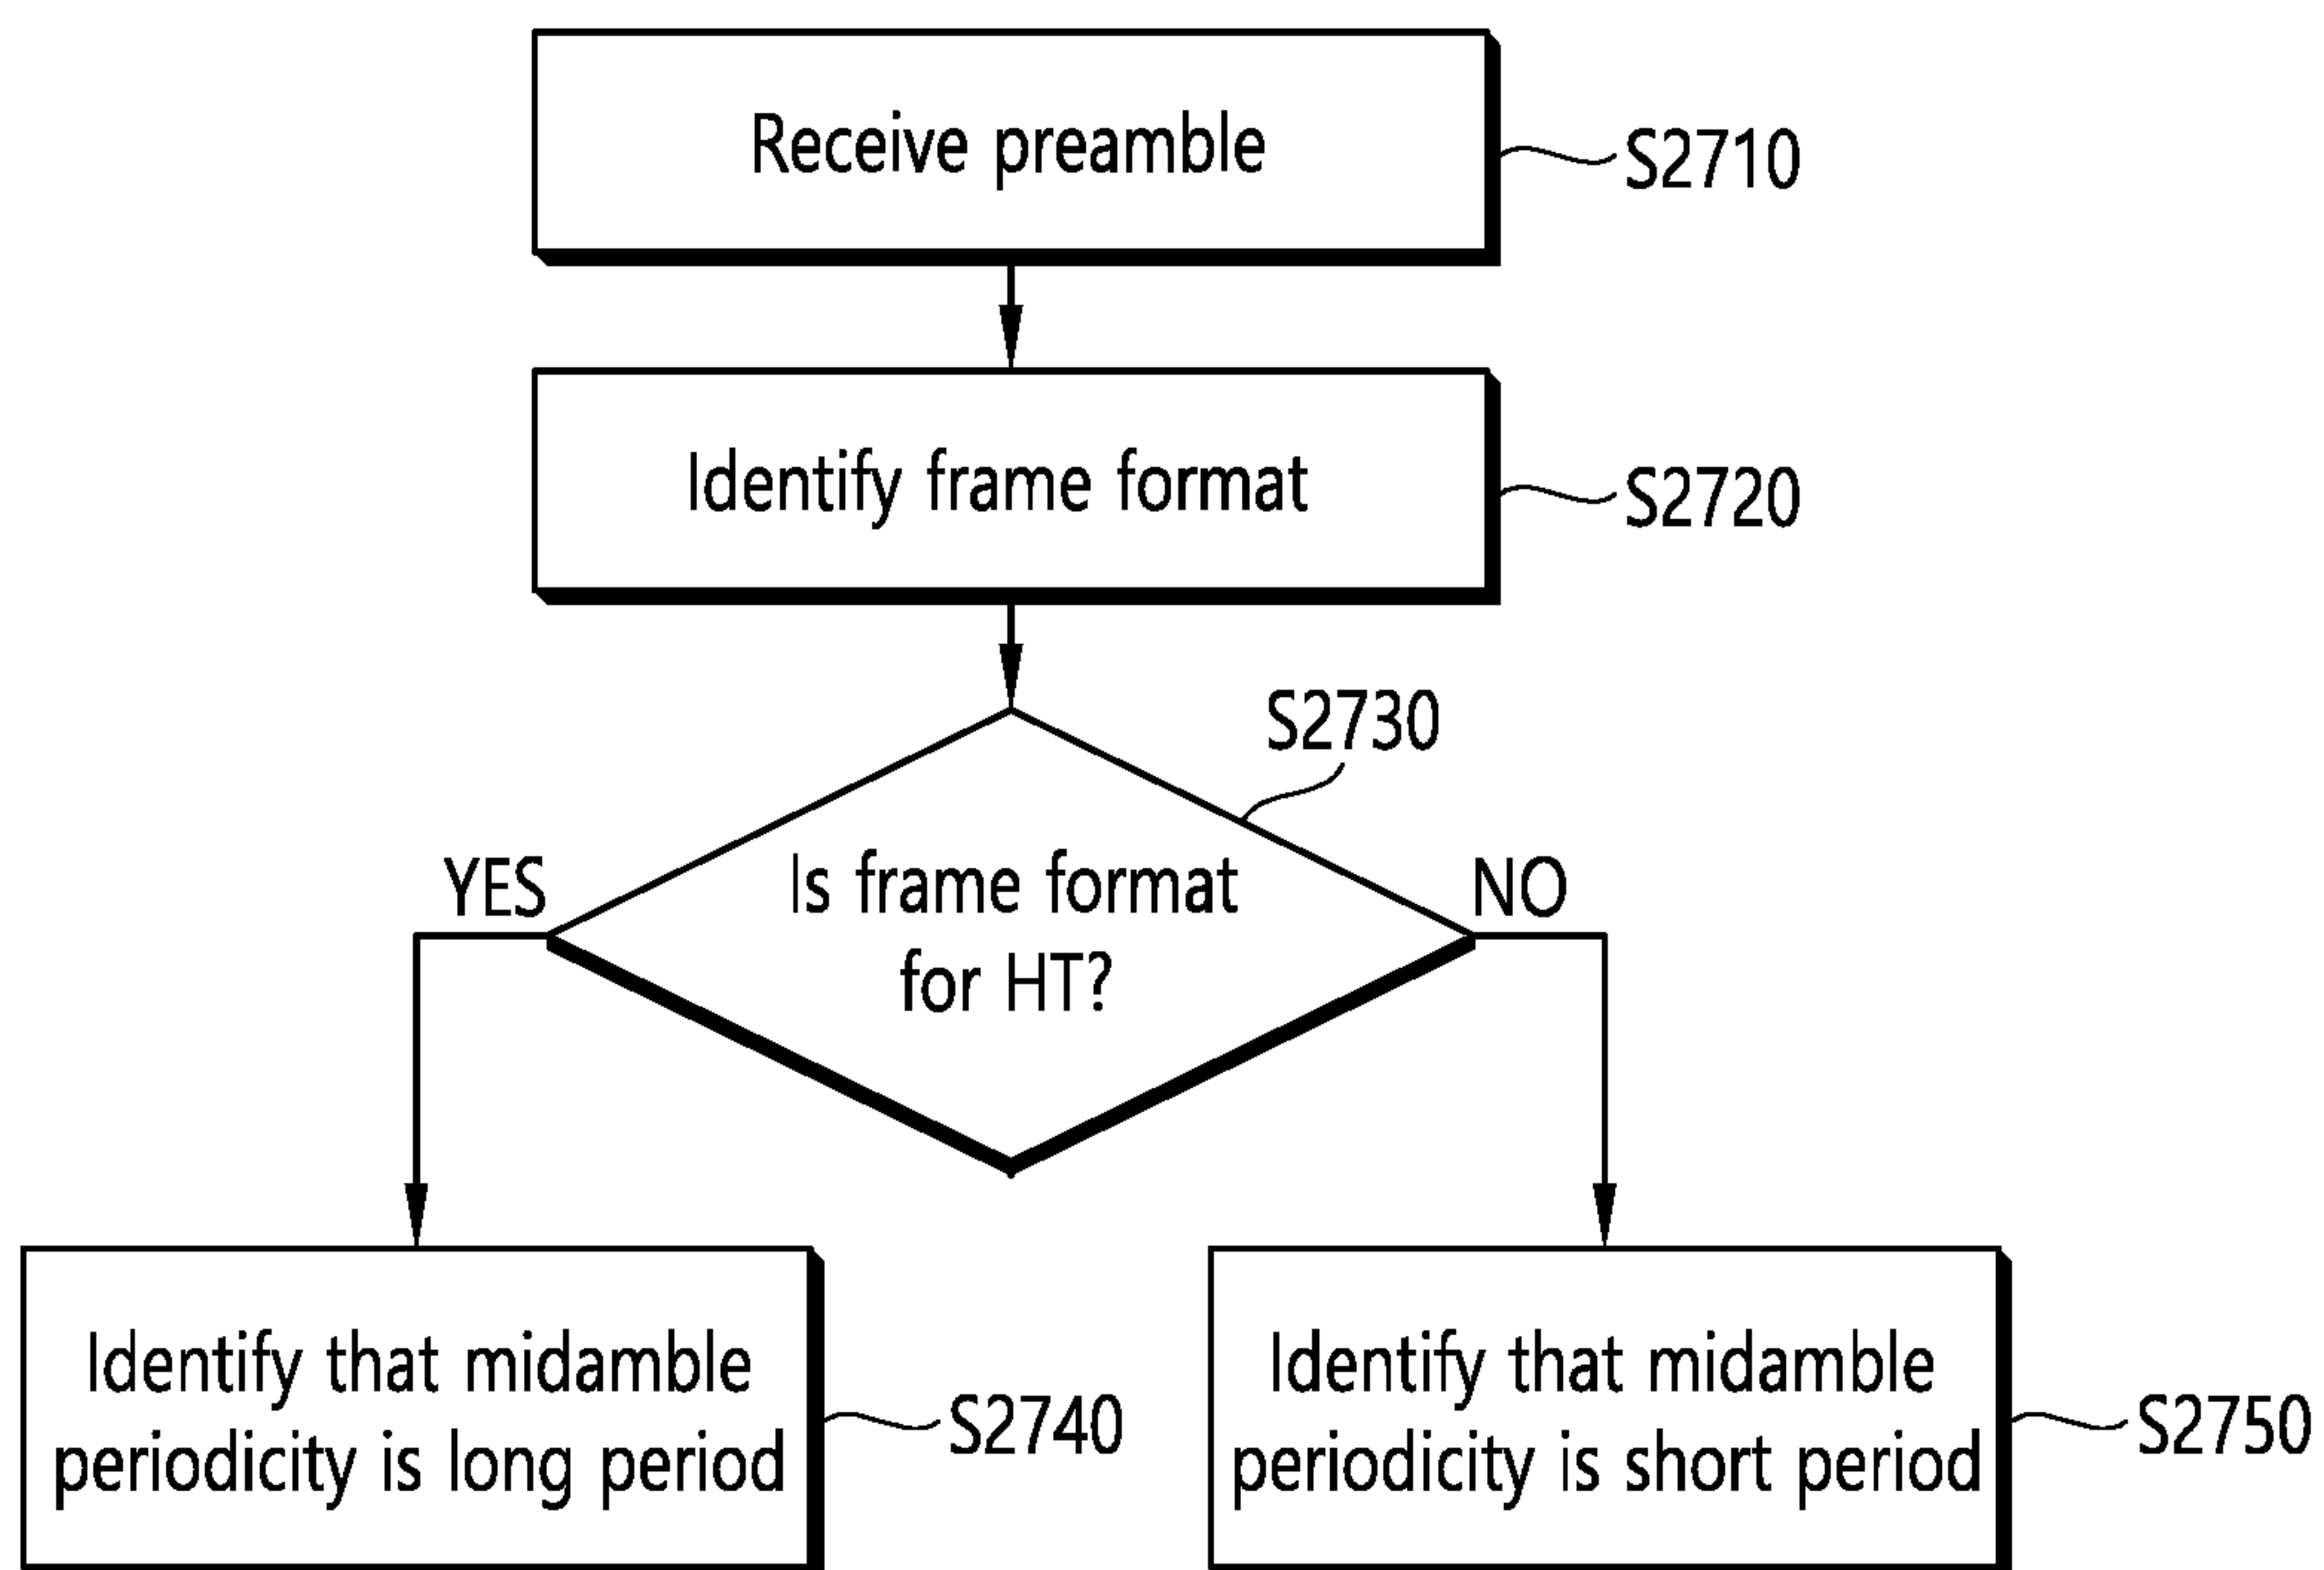 Receive preamble
S2710
Identify frame format
S2720
S2730
YES
Is frame format
for HT?
NO
Identify that midamble
periodicity is long period
S2740
Identify that midamble
periodicity is short period
S2750